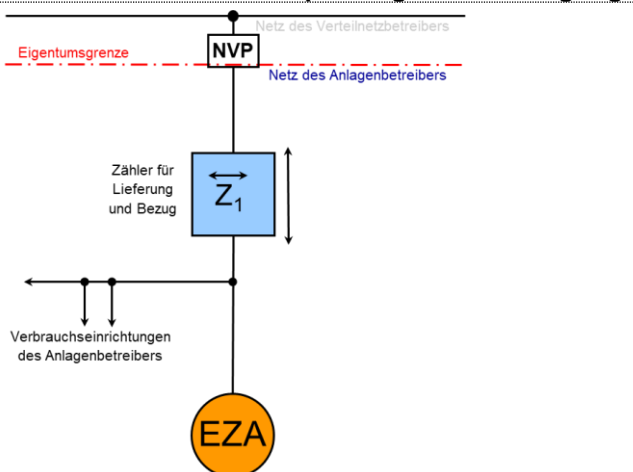 Netz des Verteilnetzbetreibers
NVP
Eigentumsgrenze
Netz des Anlagenbetreibers
Zähler für
Lieferung
und Bezug
Z1
Verbrauchseinrichtungen
des Anlagenbetreibers
EZA